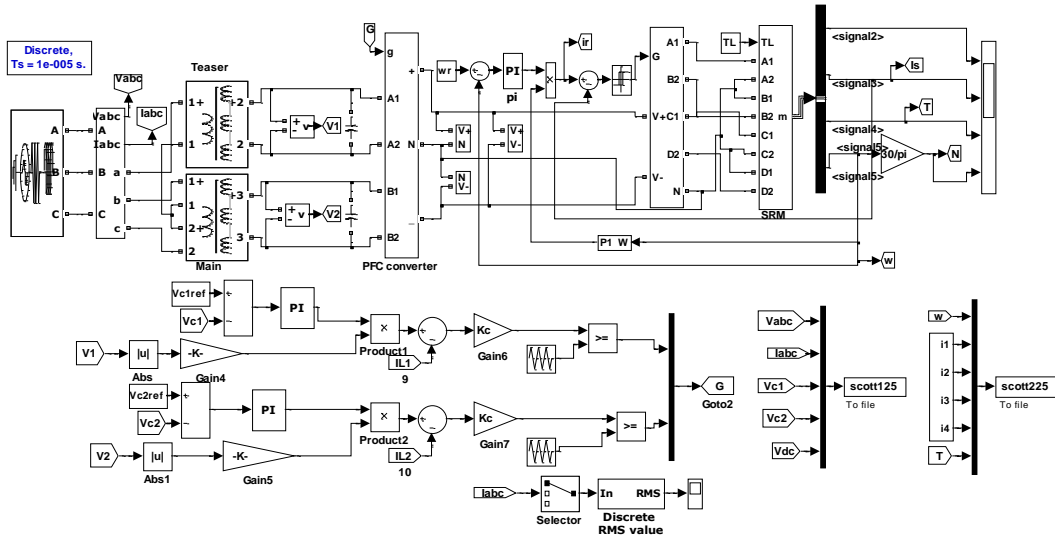 Discrete,
Ts = 1e-005 s.
Vabc
Iabc
A
B
C
A
B
C
Vabc
Iabc
a
b
c
Teaser
1+
1
+2
2
1+
1
2+
2
+3
3
Main
+
-
v
V1
+
-
v
V2
G
g
A1
A2
B1
B2
+
N
_
PFC converter
V+
N
N
V-
V+
V-
wr
PI
pi
×
ir
G
V+
V-
A1
B2
C1
D2
N
TL
TL
A1
A2
B1
B2
C1
C2
D1
D2
m
SRM
<signal2>
Is
<signal3>
T
<signal4>
<signal5>
<signal5>
30/pi
N
P1 W
w
Vc1ref
Vc1
+
−
PI
V1
|u|
Abs
-K-
Gain4
×
Product1
IL1
9
Kc
Gain6
>=
Vc2ref
Vc2
+
−
PI
V2
|u|
Abs1
-K-
Gain5
×
Product2
IL2
10
Kc
Gain7
>=
G
Goto2
Iabc
Selector
In RMS
Discrete
RMS value
Vabc
Iabc
Vc1
Vc2
Vdc
scott125
To file
w
i1
i2
i3
i4
T
scott225
To file